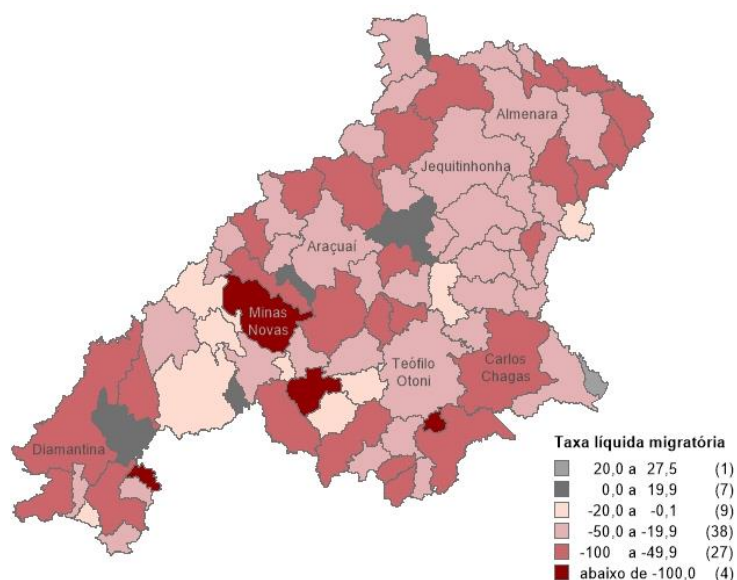 Almenara
Jequitinhonha
Araçuaí
Minas
Novas
Teófilo
Otoni
Carlos
Chagas
Diamantina
Taxa líquida migratória
20,0 a 27,5 (1)
0,0 a 19,9 (7)
-20,0 a -0,1 (9)
-50,0 a -19,9 (38)
-100 a -49,9 (27)
abaixo de -100,0 (4)